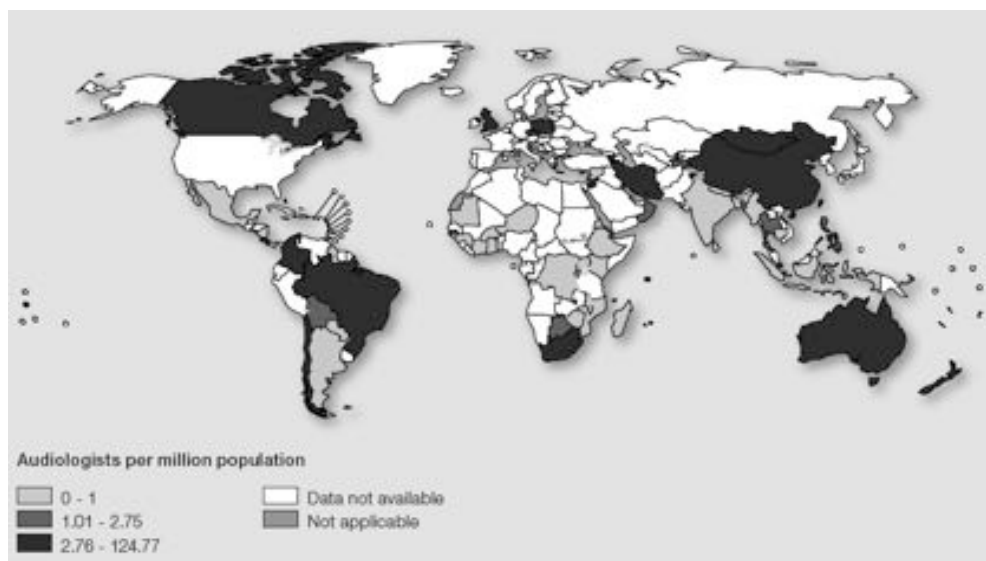 Audiologists per million population
0 - 1
1.01 - 2.75
2.76 - 124.77
Data not available
Not applicable